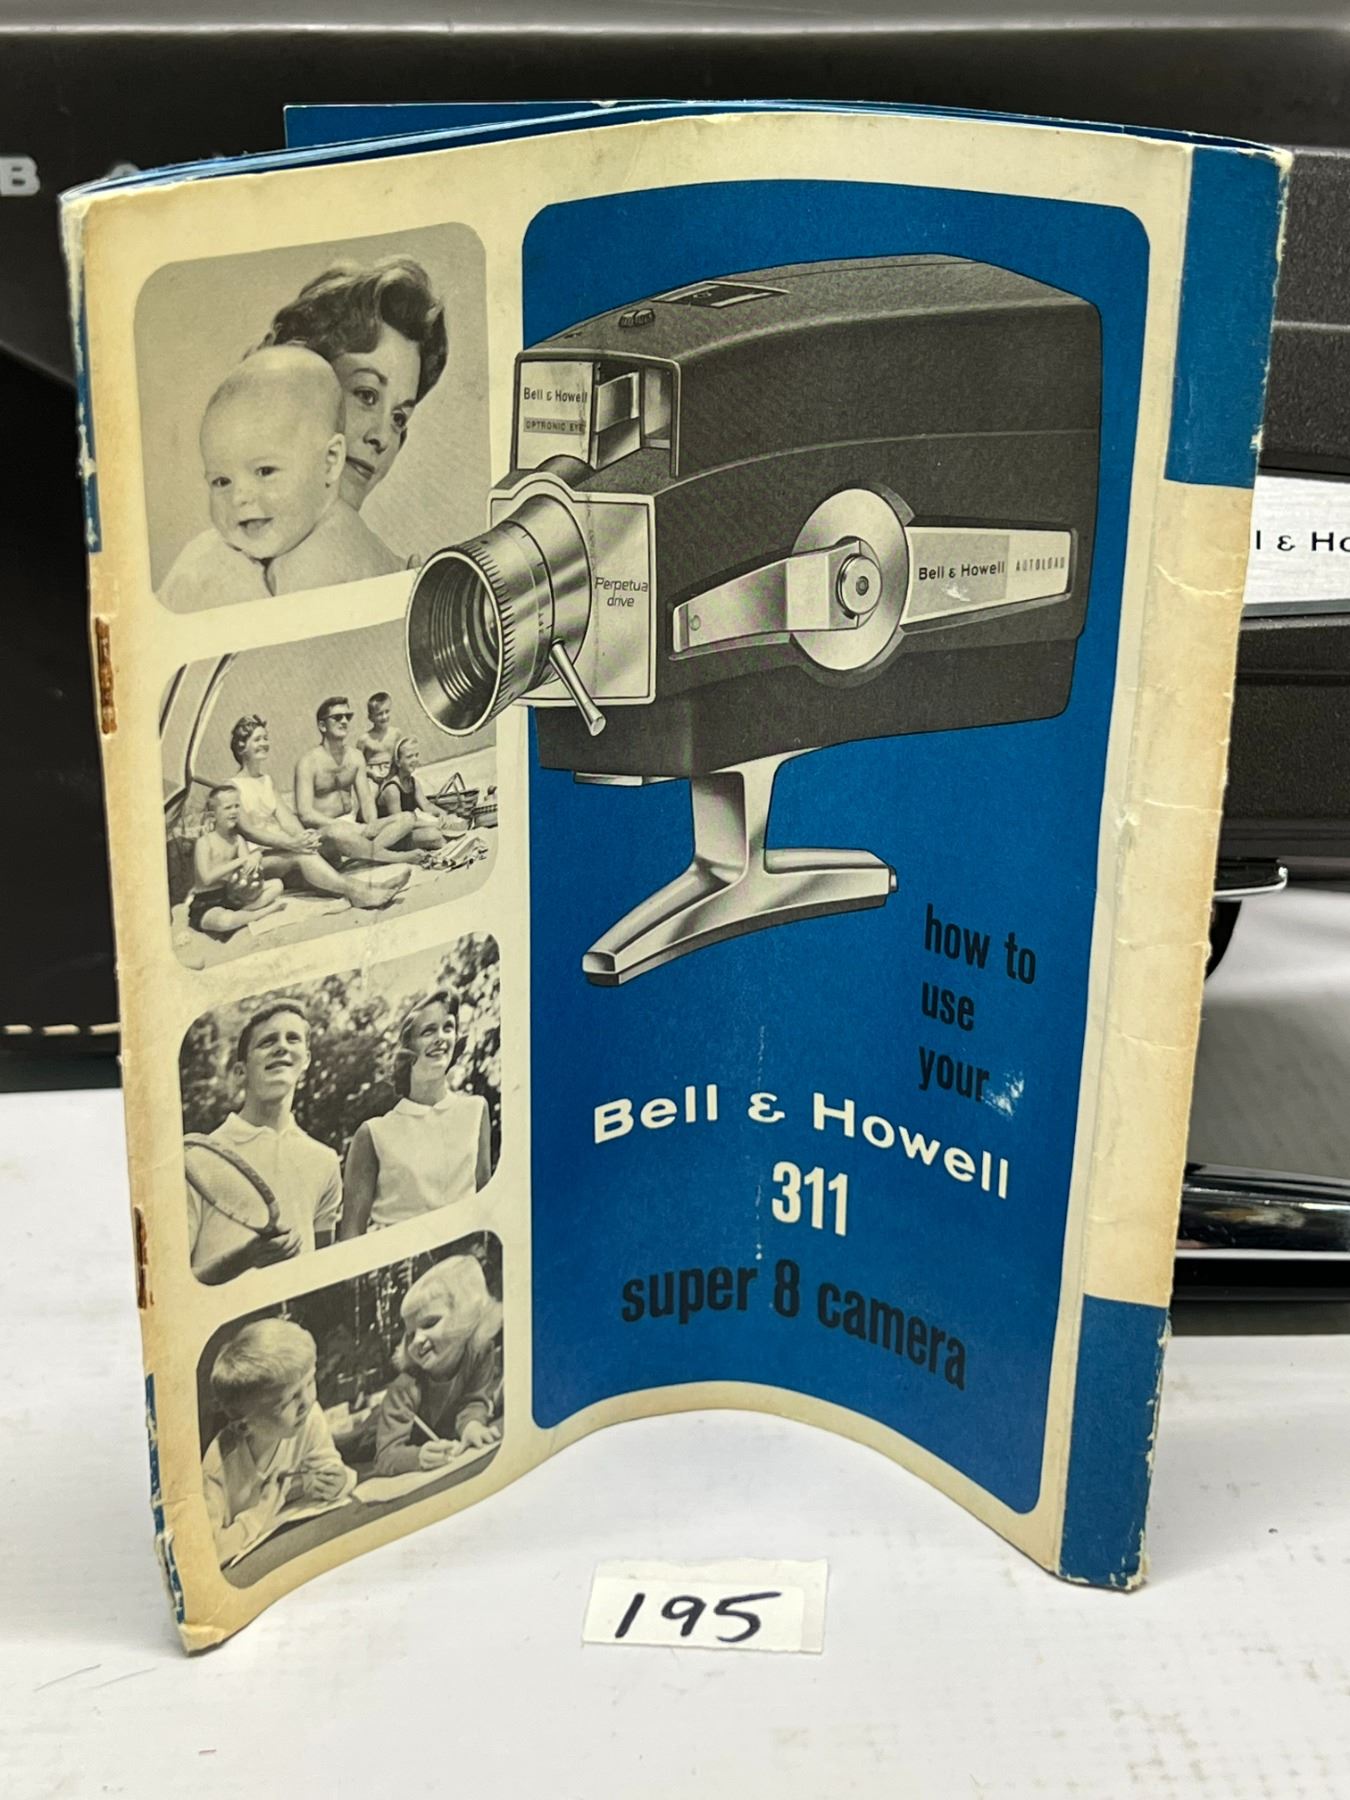 B A
Bell & Howell
OPTRONIC EYE
Perpetua
drive
Bell & Howell AUTOLOAD
l & Ho
how to
use
your
Bell & Howell
311
super 8 camera
195